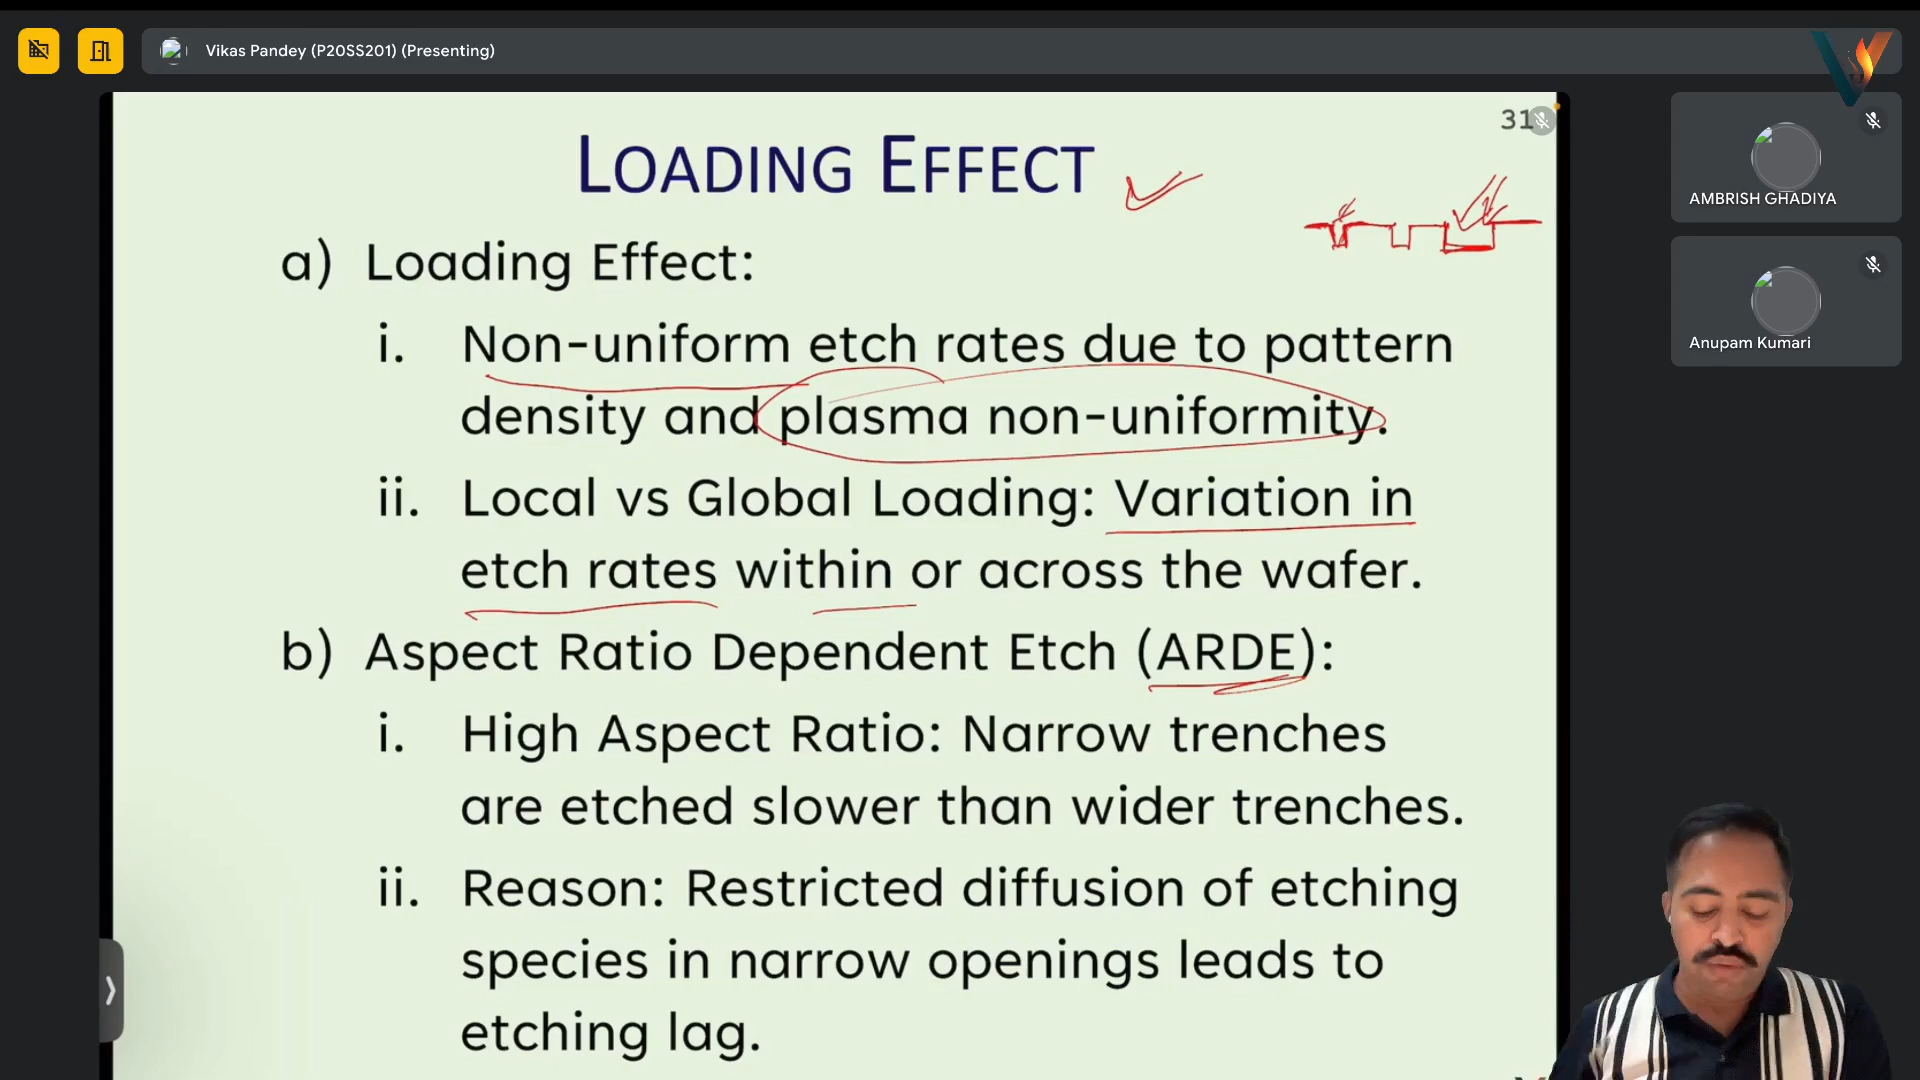 Vikas Pandey (P20SS201) (Presenting)
31
LOADING EFFECT
a) Loading Effect:
i. Non-uniform etch rates due to pattern
density and plasma non-uniformity.
ii. Local vs Global Loading: Variation in
etch rates within or across the wafer.
b) Aspect Ratio Dependent Etch (ARDE):
i. High Aspect Ratio: Narrow trenches
are etched slower than wider trenches.
ii. Reason: Restricted diffusion of etching
species in narrow openings leads to
etching lag.
AMBRISH GHADIYA
Anupam Kumari